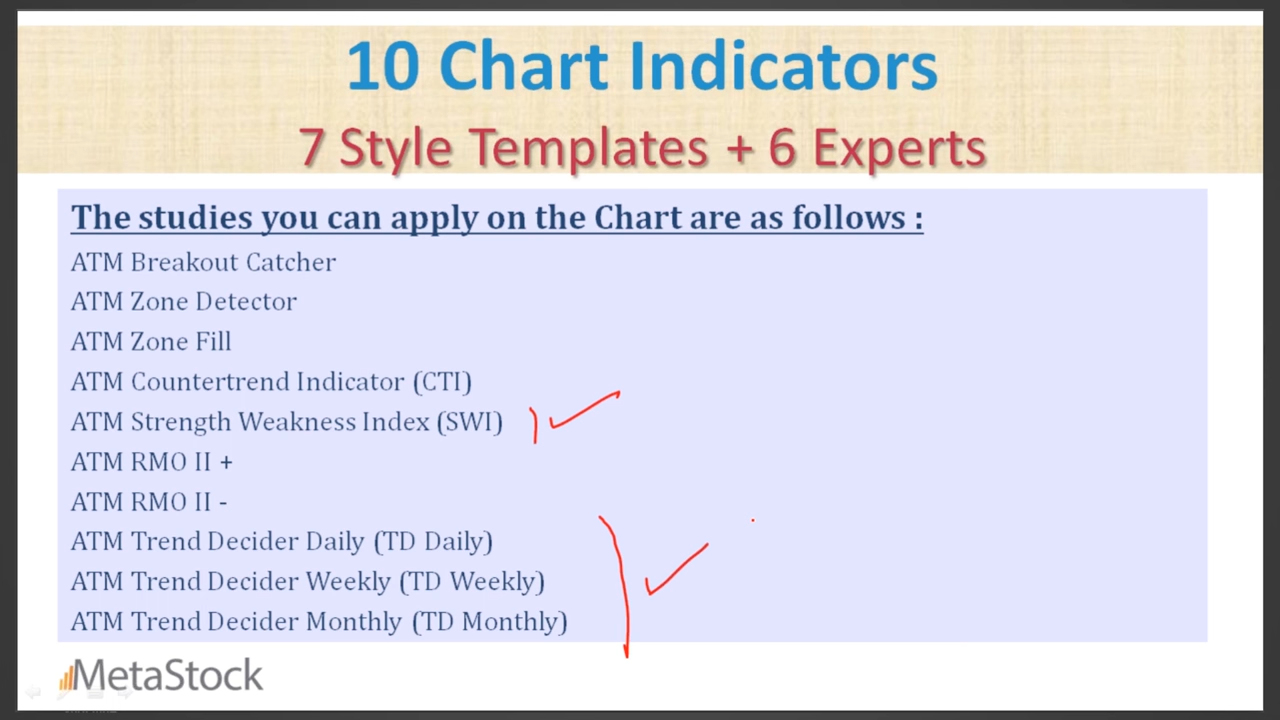 10 Chart Indicators
7 Style Templates + 6 Experts
The studies you can apply on the Chart are as follows :
ATM Breakout Catcher
ATM Zone Detector
ATM Zone Fill
ATM Countertrend Indicator (CTI)
ATM Strength Weakness Index (SWI)
ATM RMO II +
ATM RMO II -
ATM Trend Decider Daily (TD Daily)
ATM Trend Decider Weekly (TD Weekly)
ATM Trend Decider Monthly (TD Monthly)
MetaStock